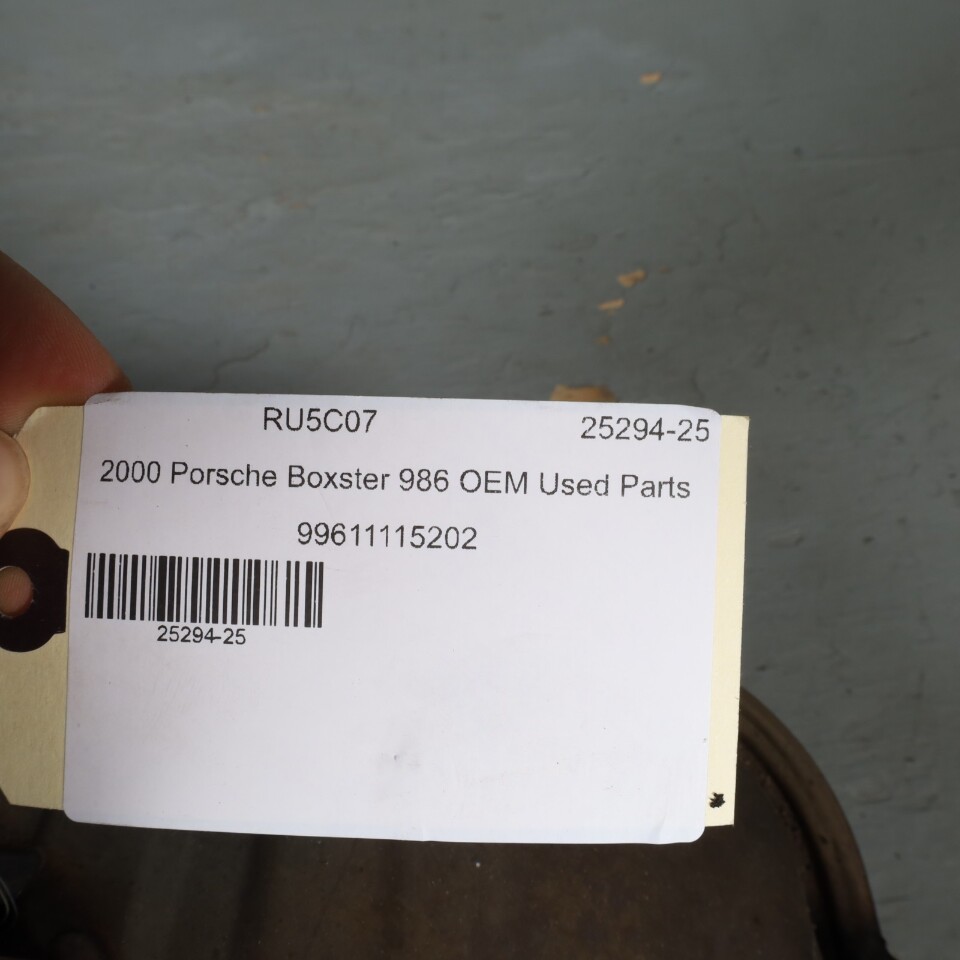 RU5C07 25294-25
2000 Porsche Boxster 986 OEM Used Parts
99611115202
25294-25